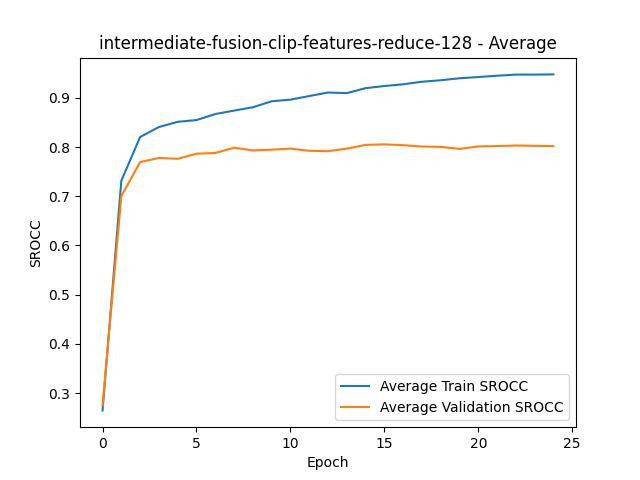 intermediate-fusion-clip-features-reduce-128 - Average
0.9
0.8
0.7
0.6
0.5
0.4
0.3
SROCC
Average Train SROCC
Average Validation SROCC
0 5 10 15 20 25
Epoch